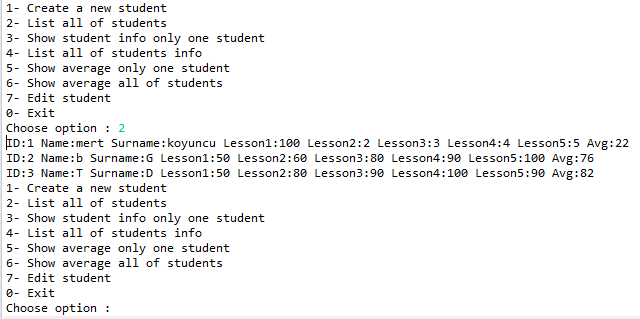 1- Create a new student
2- List all of students
3- Show student info only one student
4- List all of students info
5- Show average only one student
6- Show average all of students
7- Edit student
0- Exit
Choose option : 2
ID:1 Name:mert Surname:koyuncu Lesson1:100 Lesson2:2 Lesson3:3 Lesson4:4 Lesson5:5 Avg:22
ID:2 Name:b Surname:G Lesson1:50 Lesson2:60 Lesson3:80 Lesson4:90 Lesson5:100 Avg:76
ID:3 Name:T Surname:D Lesson1:50 Lesson2:80 Lesson3:90 Lesson4:100 Lesson5:90 Avg:82
1- Create a new student
2- List all of students
3- Show student info only one student
4- List all of students info
5- Show average only one student
6- Show average all of students
7- Edit student
0- Exit
Choose option :